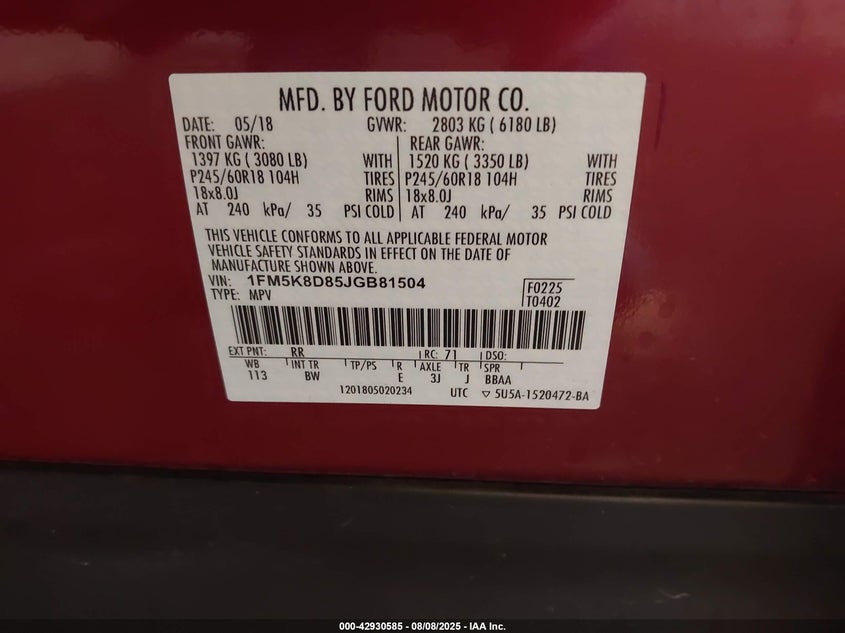 MFD. BY FORD MOTOR CO.
DATE: 05/18 GVWR: 2803 KG ( 6180 LB)
FRONT GAWR: REAR GAWR:
1397 KG ( 3080 LB) WITH 1520 KG ( 3350 LB) WITH
P245/60R18 104H TIRES P245/60R18 104H TIRES
18x8.0J RIMS 18x8.0J RIMS
AT 240 kPa/ 35 PSI COLD AT 240 kPa/ 35 PSI COLD
THIS VEHICLE CONFORMS TO ALL APPLICABLE FEDERAL MOTOR
VEHICLE SAFETY STANDARDS IN EFFECT ON THE DATE OF
MANUFACTURE SHOWN ABOVE.
VIN: 1FM5K8D85JGB81504 F0225
TYPE: MPV T0402
EXT PNT: RR RC: 71 DSO:
WB INT TR TP/PS R AXLE TR SPR
113 BW E 3J J BBAA
1201805020234 UTC ▽ 5U5A-1520472-BA
000-42930585 - 08/08/2025 - IAA Inc.